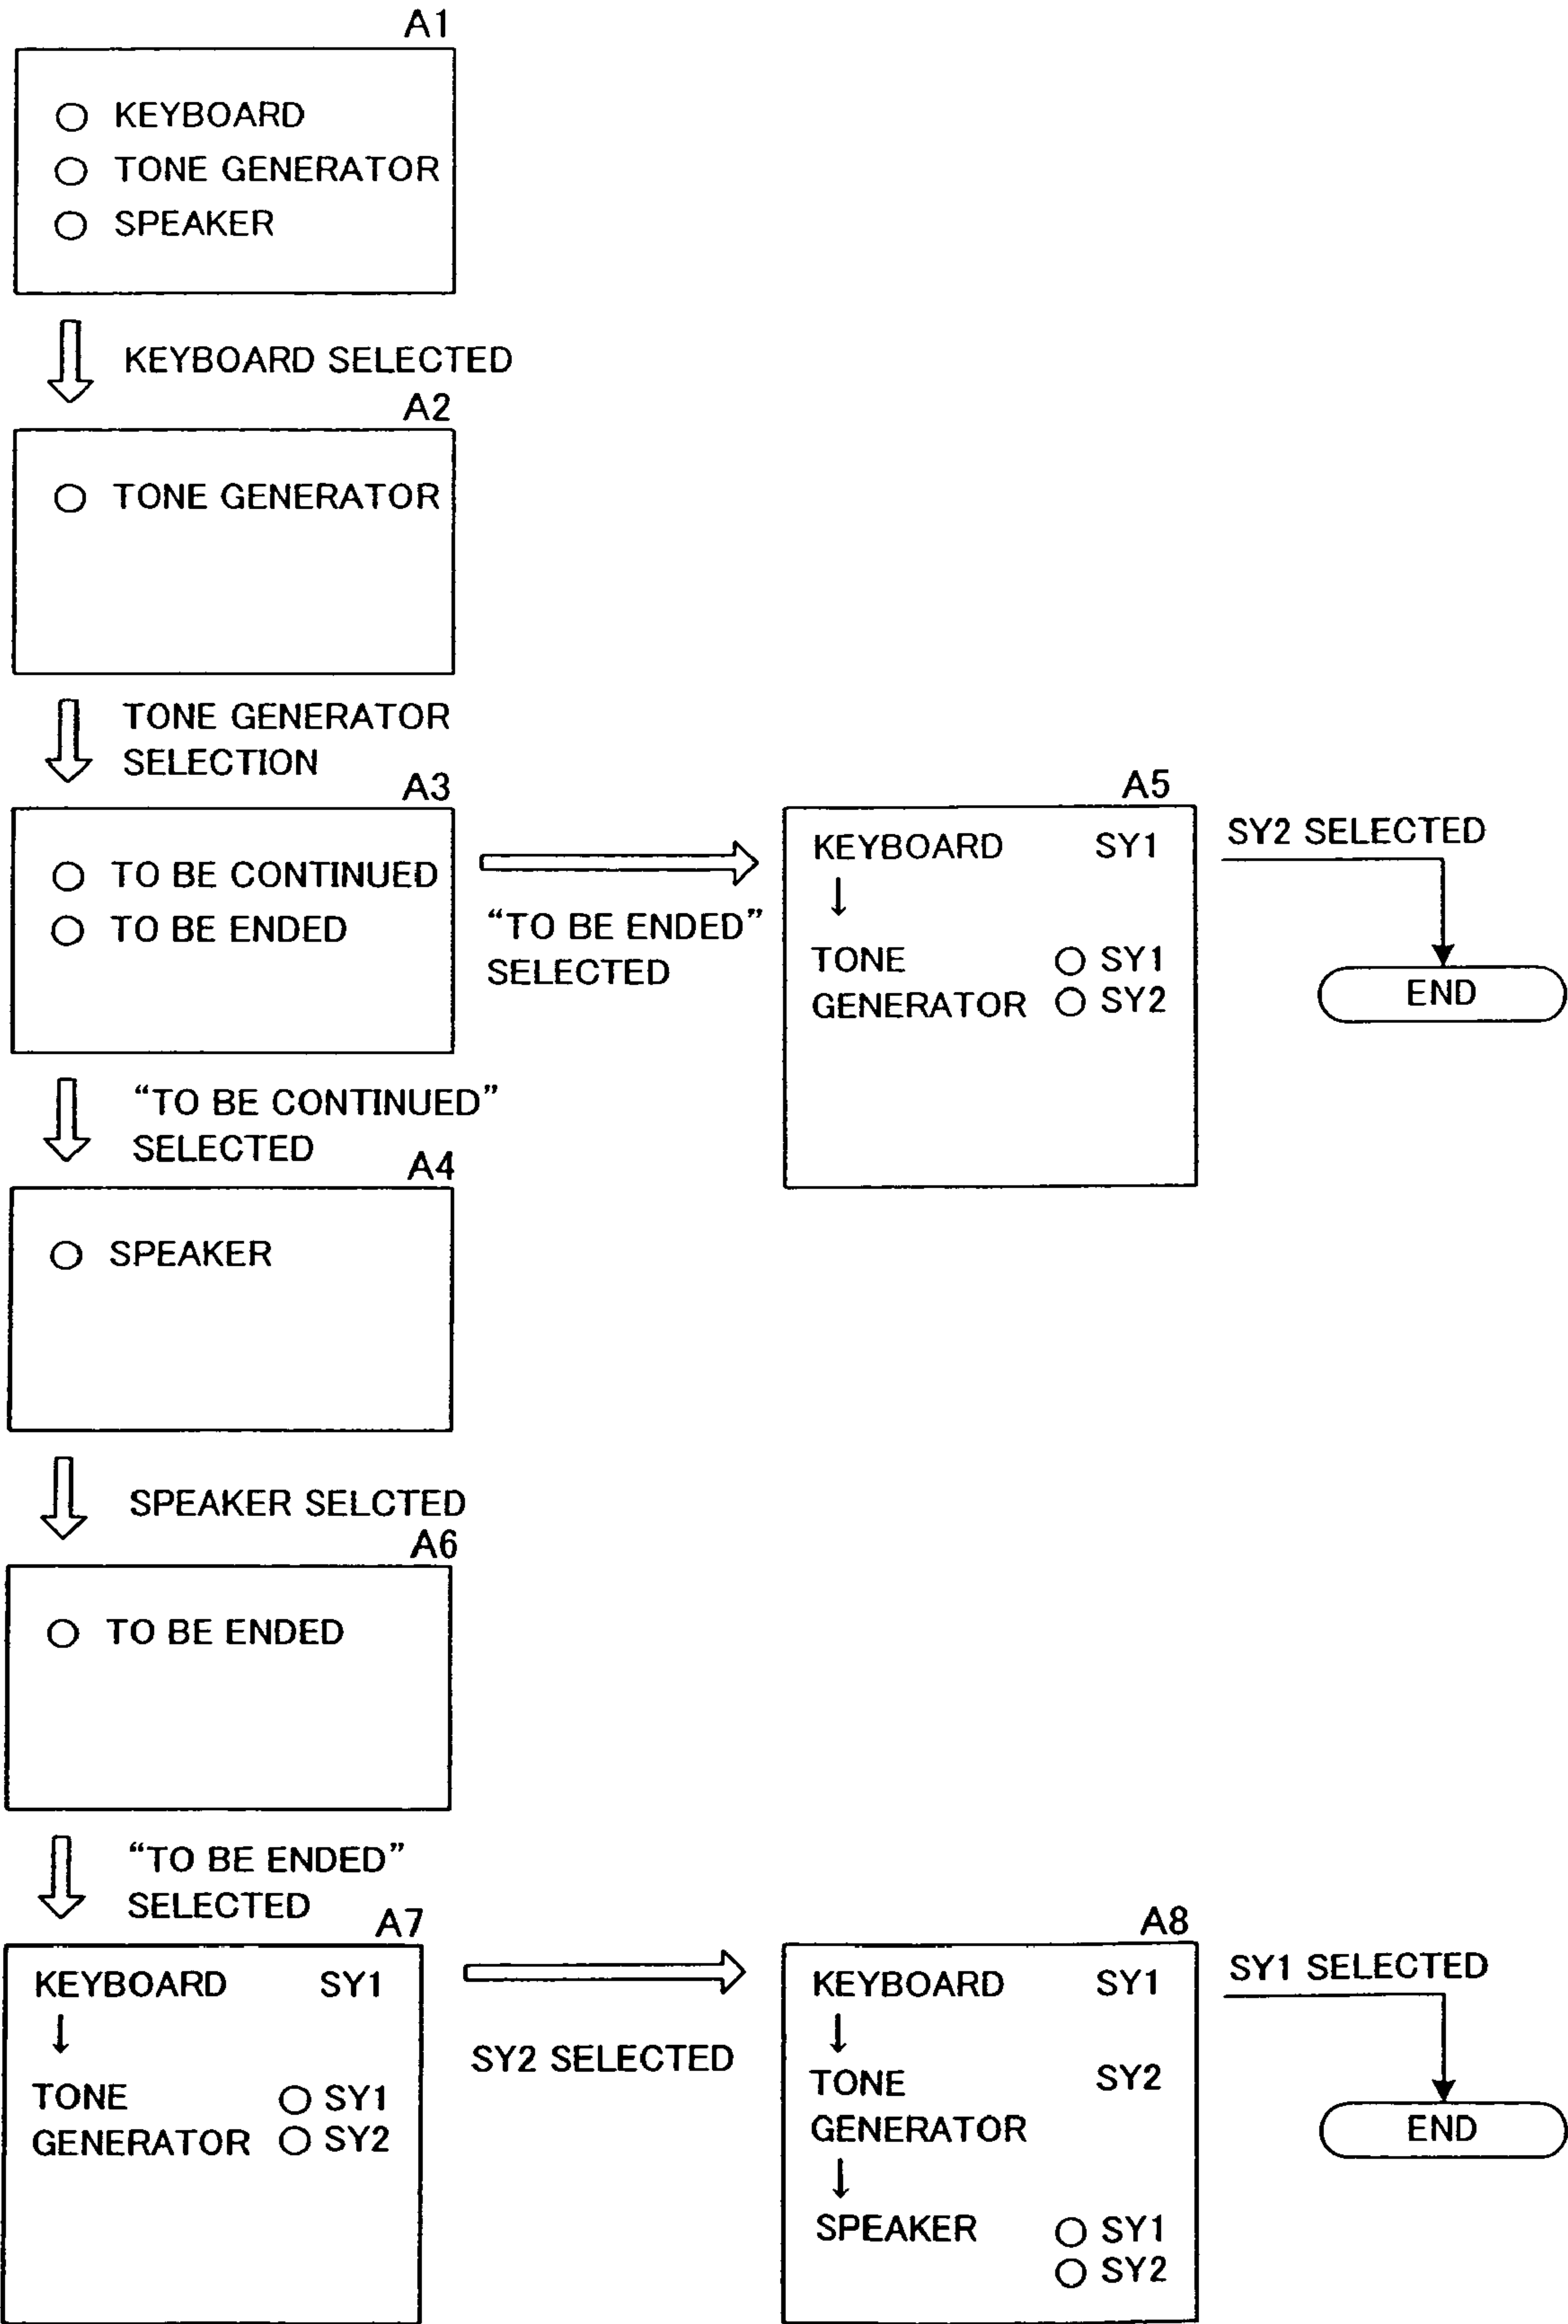 A1
○ KEYBOARD
○ TONE GENERATOR
○ SPEAKER
KEYBOARD SELECTED
A2
○ TONE GENERATOR
TONE GENERATOR
SELECTION
A3
○ TO BE CONTINUED
○ TO BE ENDED
“TO BE ENDED”
SELECTED
A5
KEYBOARD SY1
↓
TONE ○ SY1
GENERATOR ○ SY2
SY2 SELECTED
END
“TO BE CONTINUED”
SELECTED
A4
○ SPEAKER
SPEAKER SELCTED
A6
○ TO BE ENDED
“TO BE ENDED”
SELECTED
A7
KEYBOARD SY1
↓
TONE ○ SY1
GENERATOR ○ SY2
SY2 SELECTED
A8
KEYBOARD SY1
↓
TONE SY2
GENERATOR
↓
SPEAKER ○ SY1
○ SY2
SY1 SELECTED
END